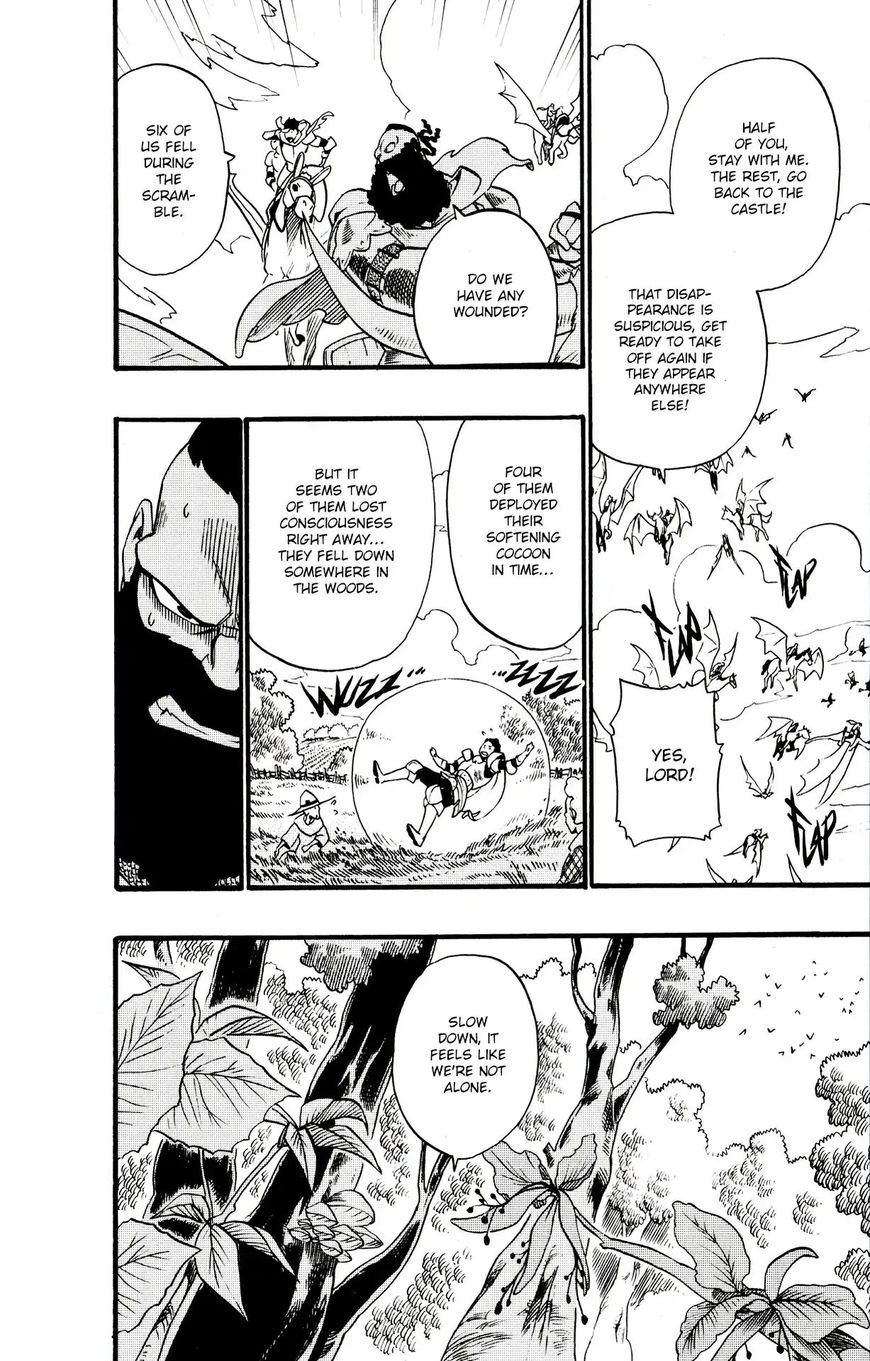 HALF
OF YOU,
STAY WITH ME.
THE REST, GO
BACK TO THE
CASTLE!
THAT DISAP-
PEARANCE IS
SUSPICIOUS, GET
READY TO TAKE
OFF AGAIN IF
THEY APPEAR
ANYWHERE
ELSE!
FLAP
FLAP
YES,
LORD!
FLAP
DO WE
HAVE ANY
WOUNDED?
SIX OF
US FELL
DURING
THE
SCRAM-
BLE.
FOUR
OF THEM
DEPLOYED
THEIR
SOFTENING
COCOON
IN TIME...
BUT IT
SEEMS TWO
OF THEM LOST
CONSCIOUSNESS
RIGHT AWAY...
THEY FELL DOWN
SOMEWHERE IN
THE WOODS.
WUZZ...
...ZZZZ
SLOW
DOWN, IT
FEELS LIKE
WE'RE NOT
ALONE.